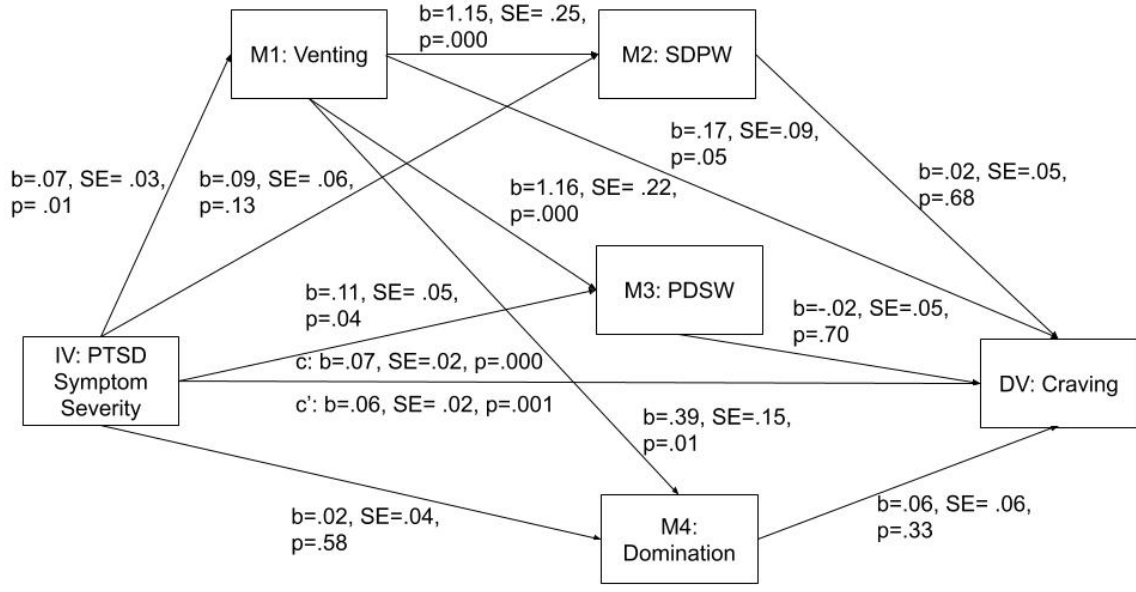 b=1.15, SE= .25,
p=.000
M1: Venting
M2: SDPW
b=.17, SE=.09,
p=.05
b=.07, SE= .03,
p= .01
b=.09, SE= .06,
p=.13
b=.02, SE=.05,
p=.68
b=1.16, SE= .22,
p=.000
M3: PDSW
b=.11, SE= .05,
p=.04
b=-.02, SE=.05,
p=.70
IV: PTSD
Symptom
Severity
c: b=.07, SE=.02, p=.000
DV: Craving
c’: b=.06, SE= .02, p=.001
b=.39, SE=.15,
p=.01
b=.02, SE=.04,
p=.58
M4:
Domination
b=.06, SE= .06,
p=.33